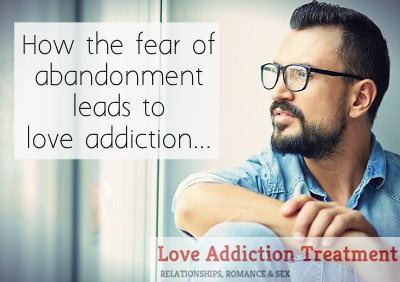 How the fear of
abandonment
leads to
love addiction...
Love Addiction Treatment
RELATIONSHIPS, ROMANCE & SEX